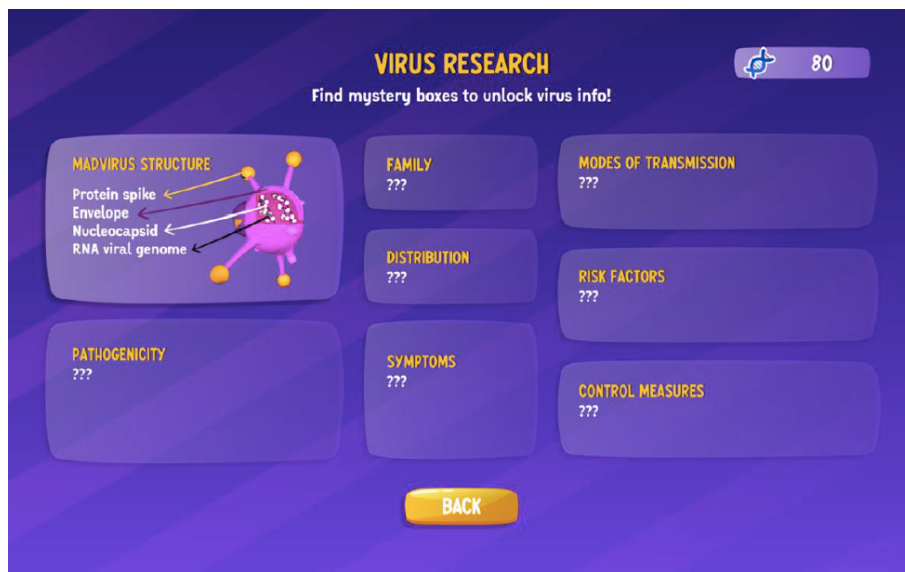 VIRUS RESEARCH
80
Find mystery boxes to unlock virus info!
MADVIRUS STRUCTURE
Protein spike
Envelope
Nucleocapsid
RNA viral genome
FAMILY
???
MODES OF TRANSMISSION
???
DISTRIBUTION
???
RISK FACTORS
???
PATHOGENICITY
???
SYMPTOMS
???
CONTROL MEASURES
???
BACK